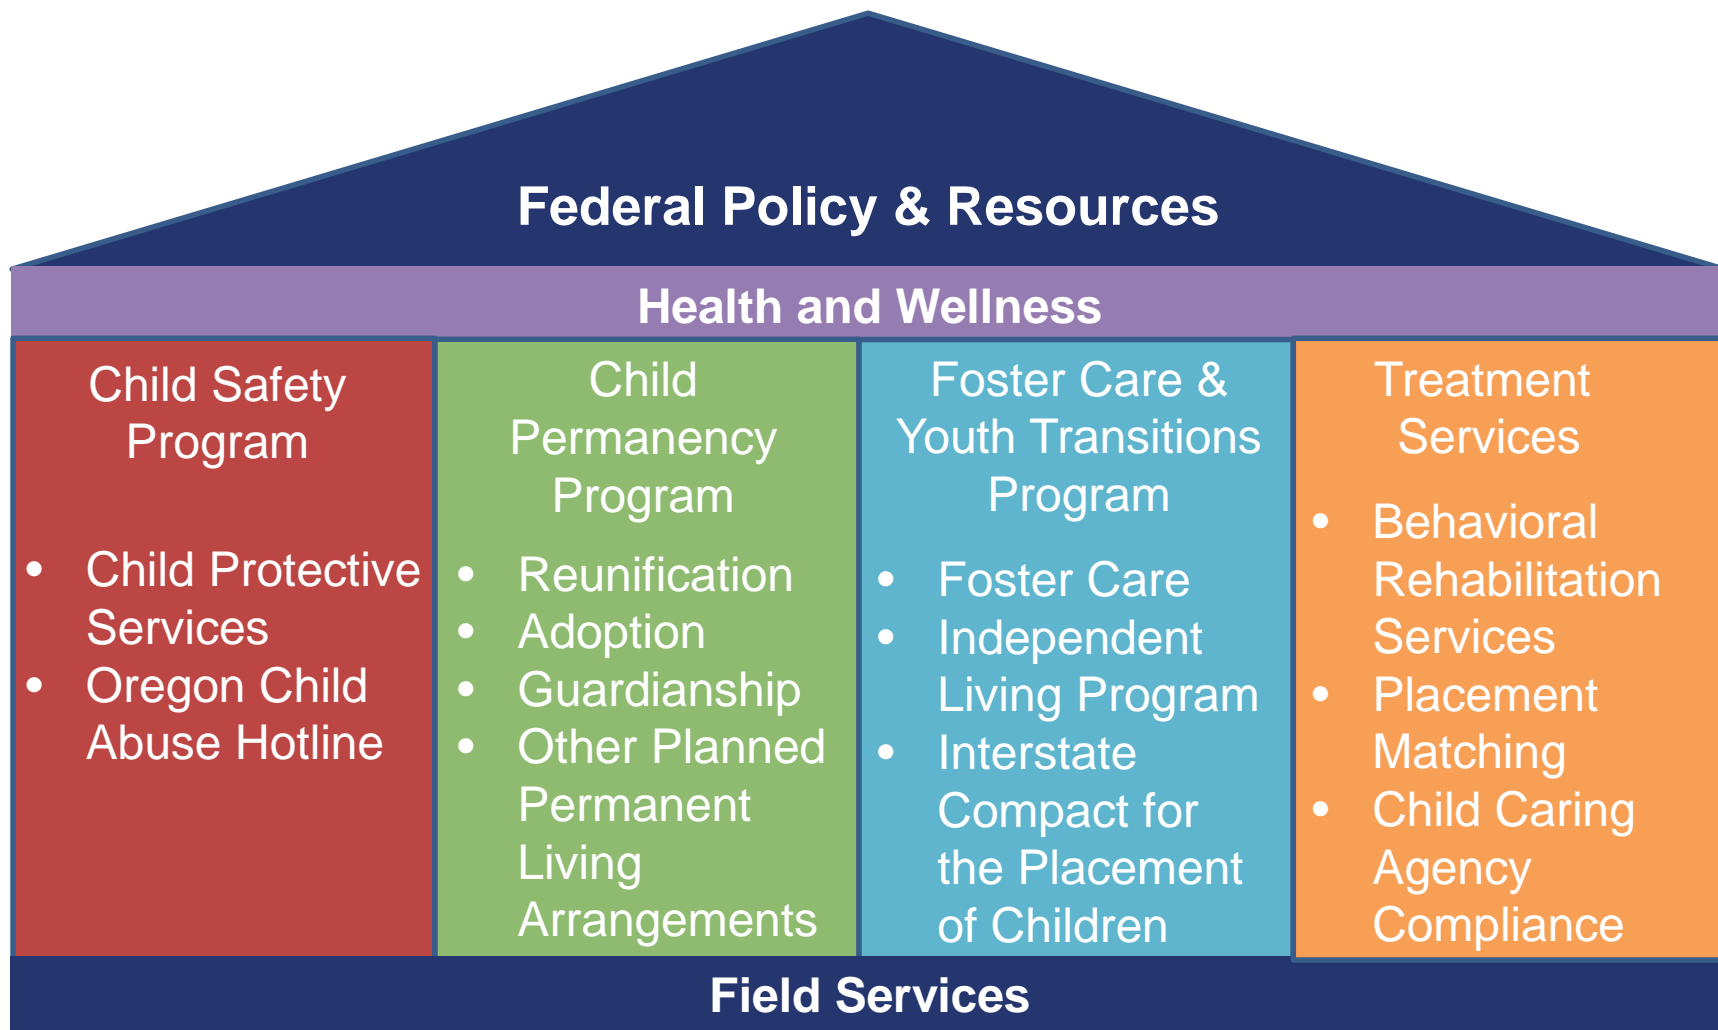 Federal Policy & Resources
Health and Wellness
Child Safety
Program
• Child Protective
Services
• Oregon Child
Abuse Hotline
Child
Permanency
Program
• Reunification
• Adoption
• Guardianship
• Other Planned
Permanent
Living
Arrangements
Foster Care &
Youth Transitions
Program
• Foster Care
• Independent
Living Program
• Interstate
Compact for
the Placement
of Children
Treatment
Services
• Behavioral
Rehabilitation
Services
• Placement
Matching
• Child Caring
Agency
Compliance
Field Services